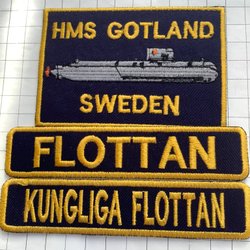 HMS GOTLAND
SWEDEN
FLOTTAN
KUNGLIGA FLOTTAN